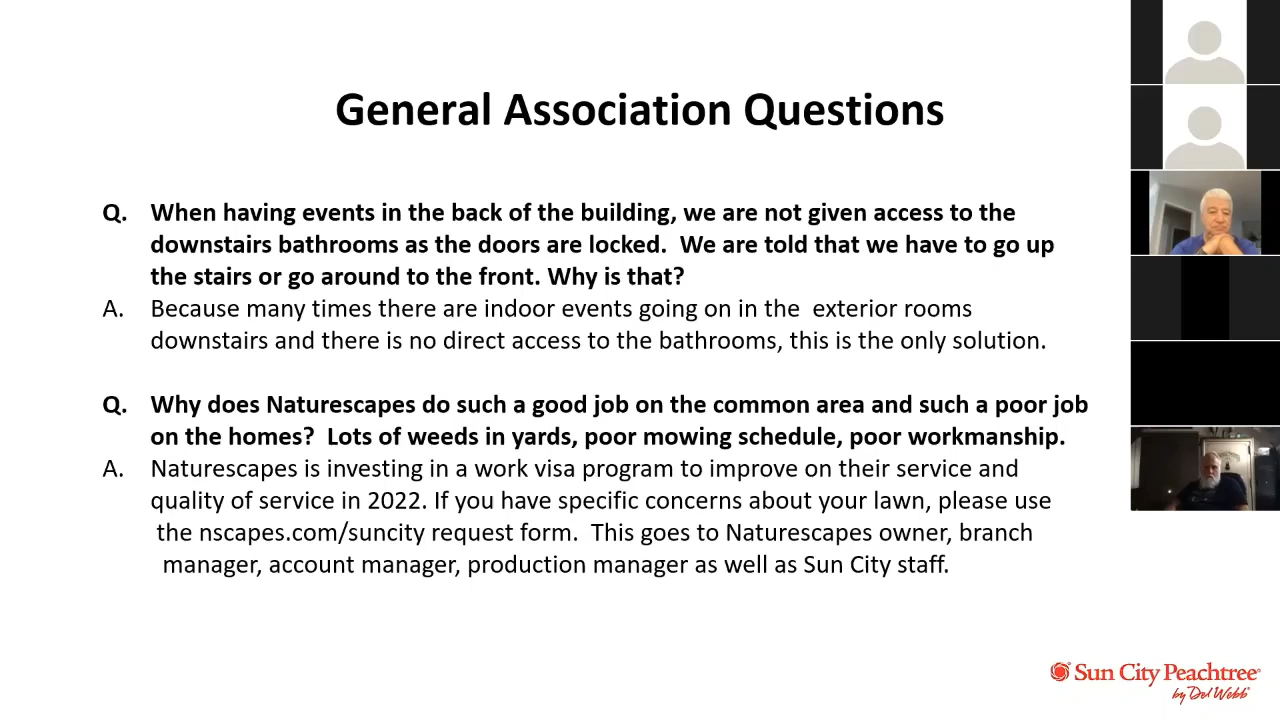 General Association Questions
Q. When having events in the back of the building, we are not given access to the
downstairs bathrooms as the doors are locked.  We are told that we have to go up
the stairs or go around to the front. Why is that?
A. Because many times there are indoor events going on in the  exterior rooms
downstairs and there is no direct access to the bathrooms, this is the only solution.
Q. Why does Naturescapes do such a good job on the common area and such a poor job
on the homes?  Lots of weeds in yards, poor mowing schedule, poor workmanship.
A. Naturescapes is investing in a work visa program to improve on their service and
quality of service in 2022. If you have specific concerns about your lawn, please use
the nscapes.com/suncity request form.  This goes to Naturescapes owner, branch
manager, account manager, production manager as well as Sun City staff.
Sun City Peachtree®
by Del Webb®